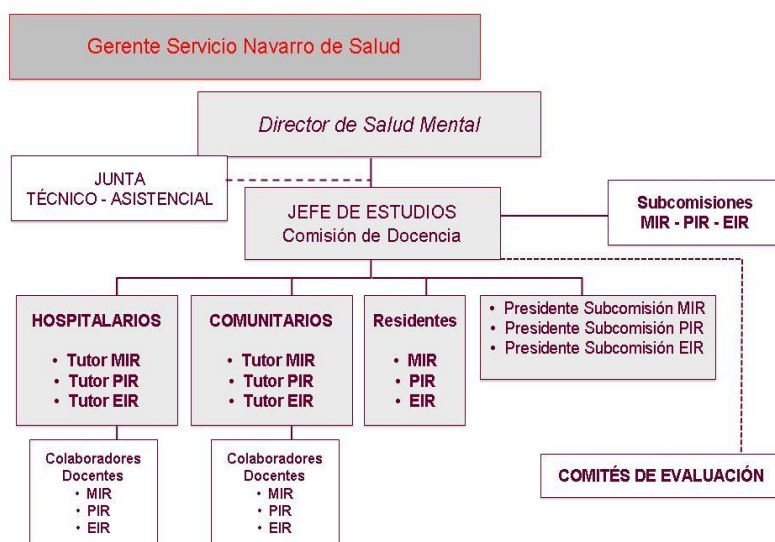 Gerente Servicio Navarro de Salud
Director de Salud Mental
JUNTA
TÉCNICO - ASISTENCIAL
JEFE DE ESTUDIOS
Comisión de Docencia
Subcomisiones
MIR - PIR - EIR
HOSPITALARIOS
• Tutor MIR
• Tutor PIR
• Tutor EIR
COMUNITARIOS
• Tutor MIR
• Tutor PIR
• Tutor EIR
Residentes
• MIR
• PIR
• EIR
• Presidente Subcomisión MIR
• Presidente Subcomisión PIR
• Presidente Subcomisión EIR
Colaboradores
Docentes
• MIR
• PIR
• EIR
Colaboradores
Docentes
• MIR
• PIR
• EIR
COMITÉS DE EVALUACIÓN